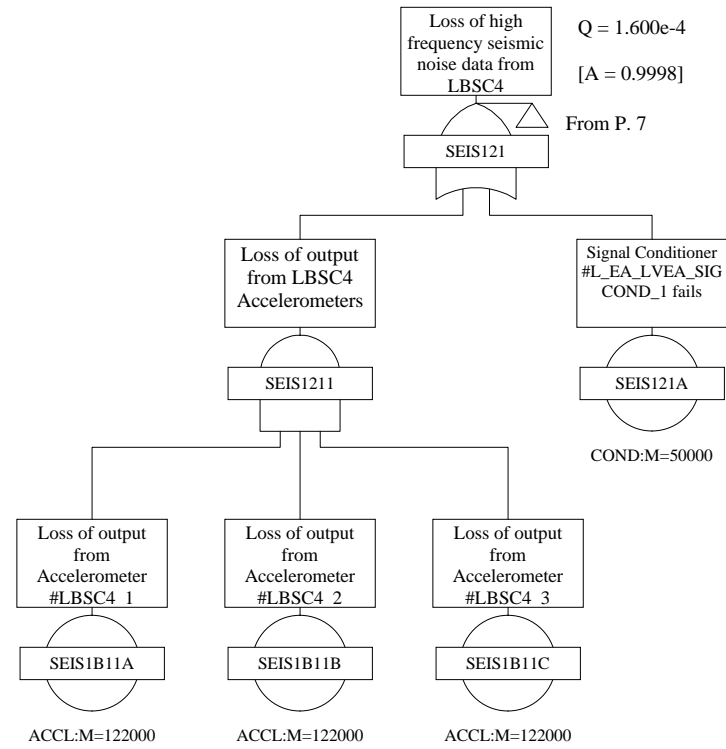 Loss of high
frequency seismic
noise data from
LBSC4
Q = 1.600e-4
[A = 0.9998]
From P. 7
SEIS121
Loss of output
from LBSC4
Accelerometers
Signal Conditioner
#L_EA_LVEA_SIG
COND_1 fails
SEIS1211
SEIS121A
COND:M=50000
Loss of output
from
Accelerometer
#LBSC4_1
Loss of output
from
Accelerometer
#LBSC4_2
Loss of output
from
Accelerometer
#LBSC4_3
SEIS1B11A
SEIS1B11B
SEIS1B11C
ACCL:M=122000
ACCL:M=122000
ACCL:M=122000